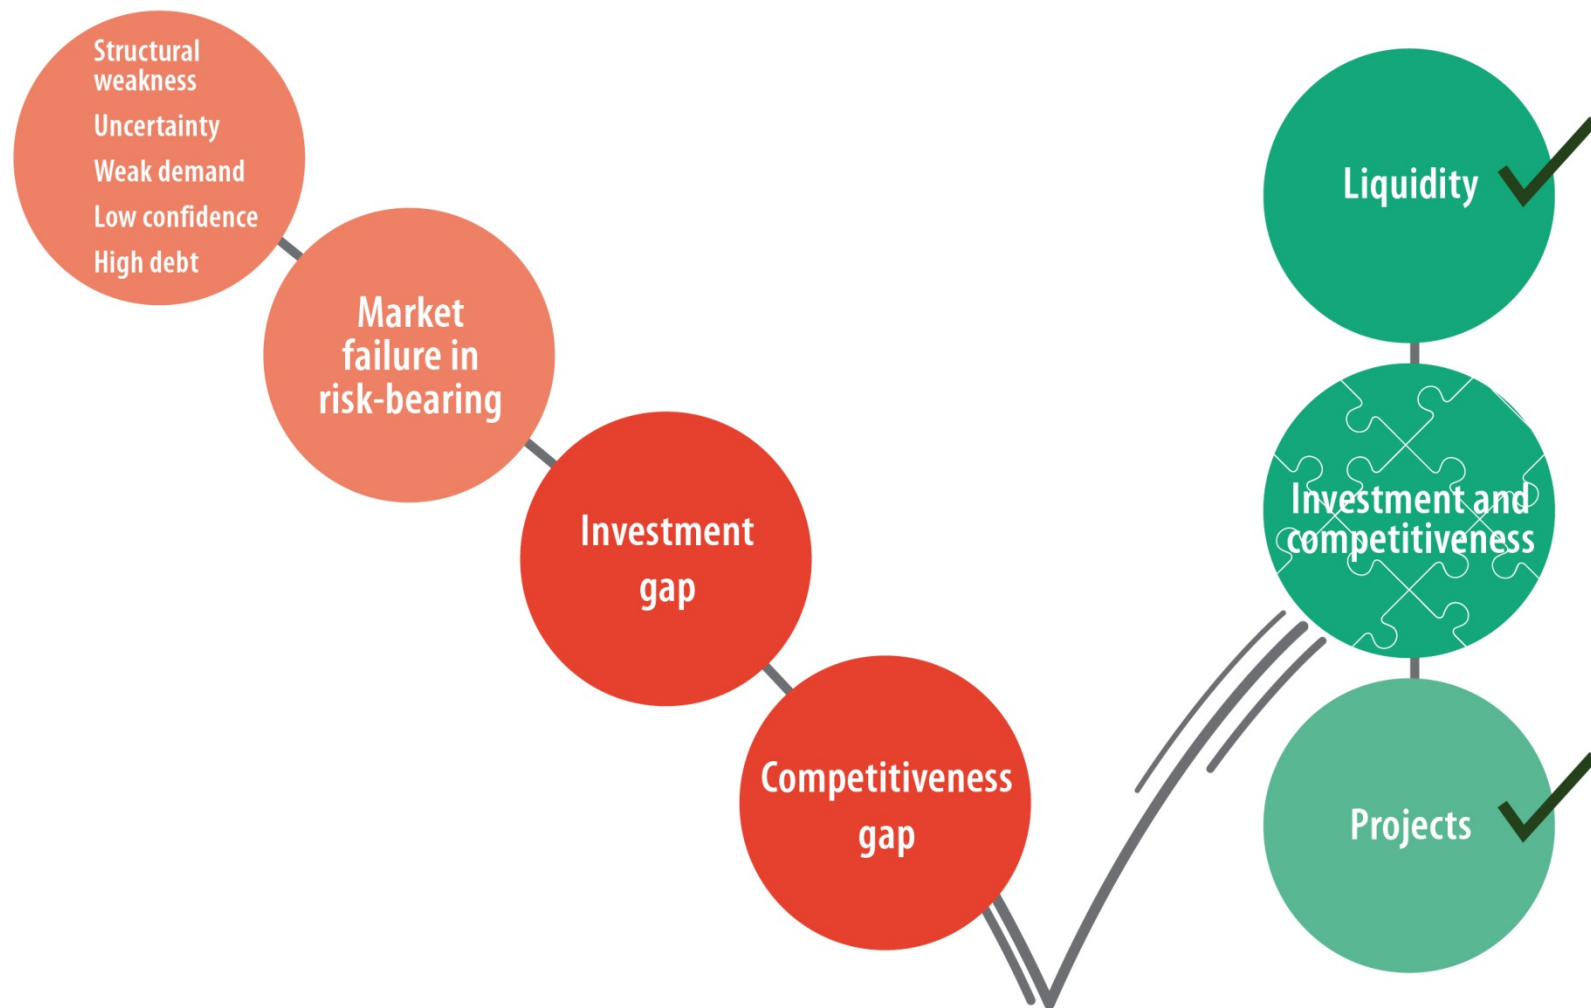 Structural
weakness
Uncertainty
Weak demand
Low confidence
High debt
Market
failure in
risk-bearing
Investment
gap
Competitiveness
gap
Liquidity
Investment and
competitiveness
Projects